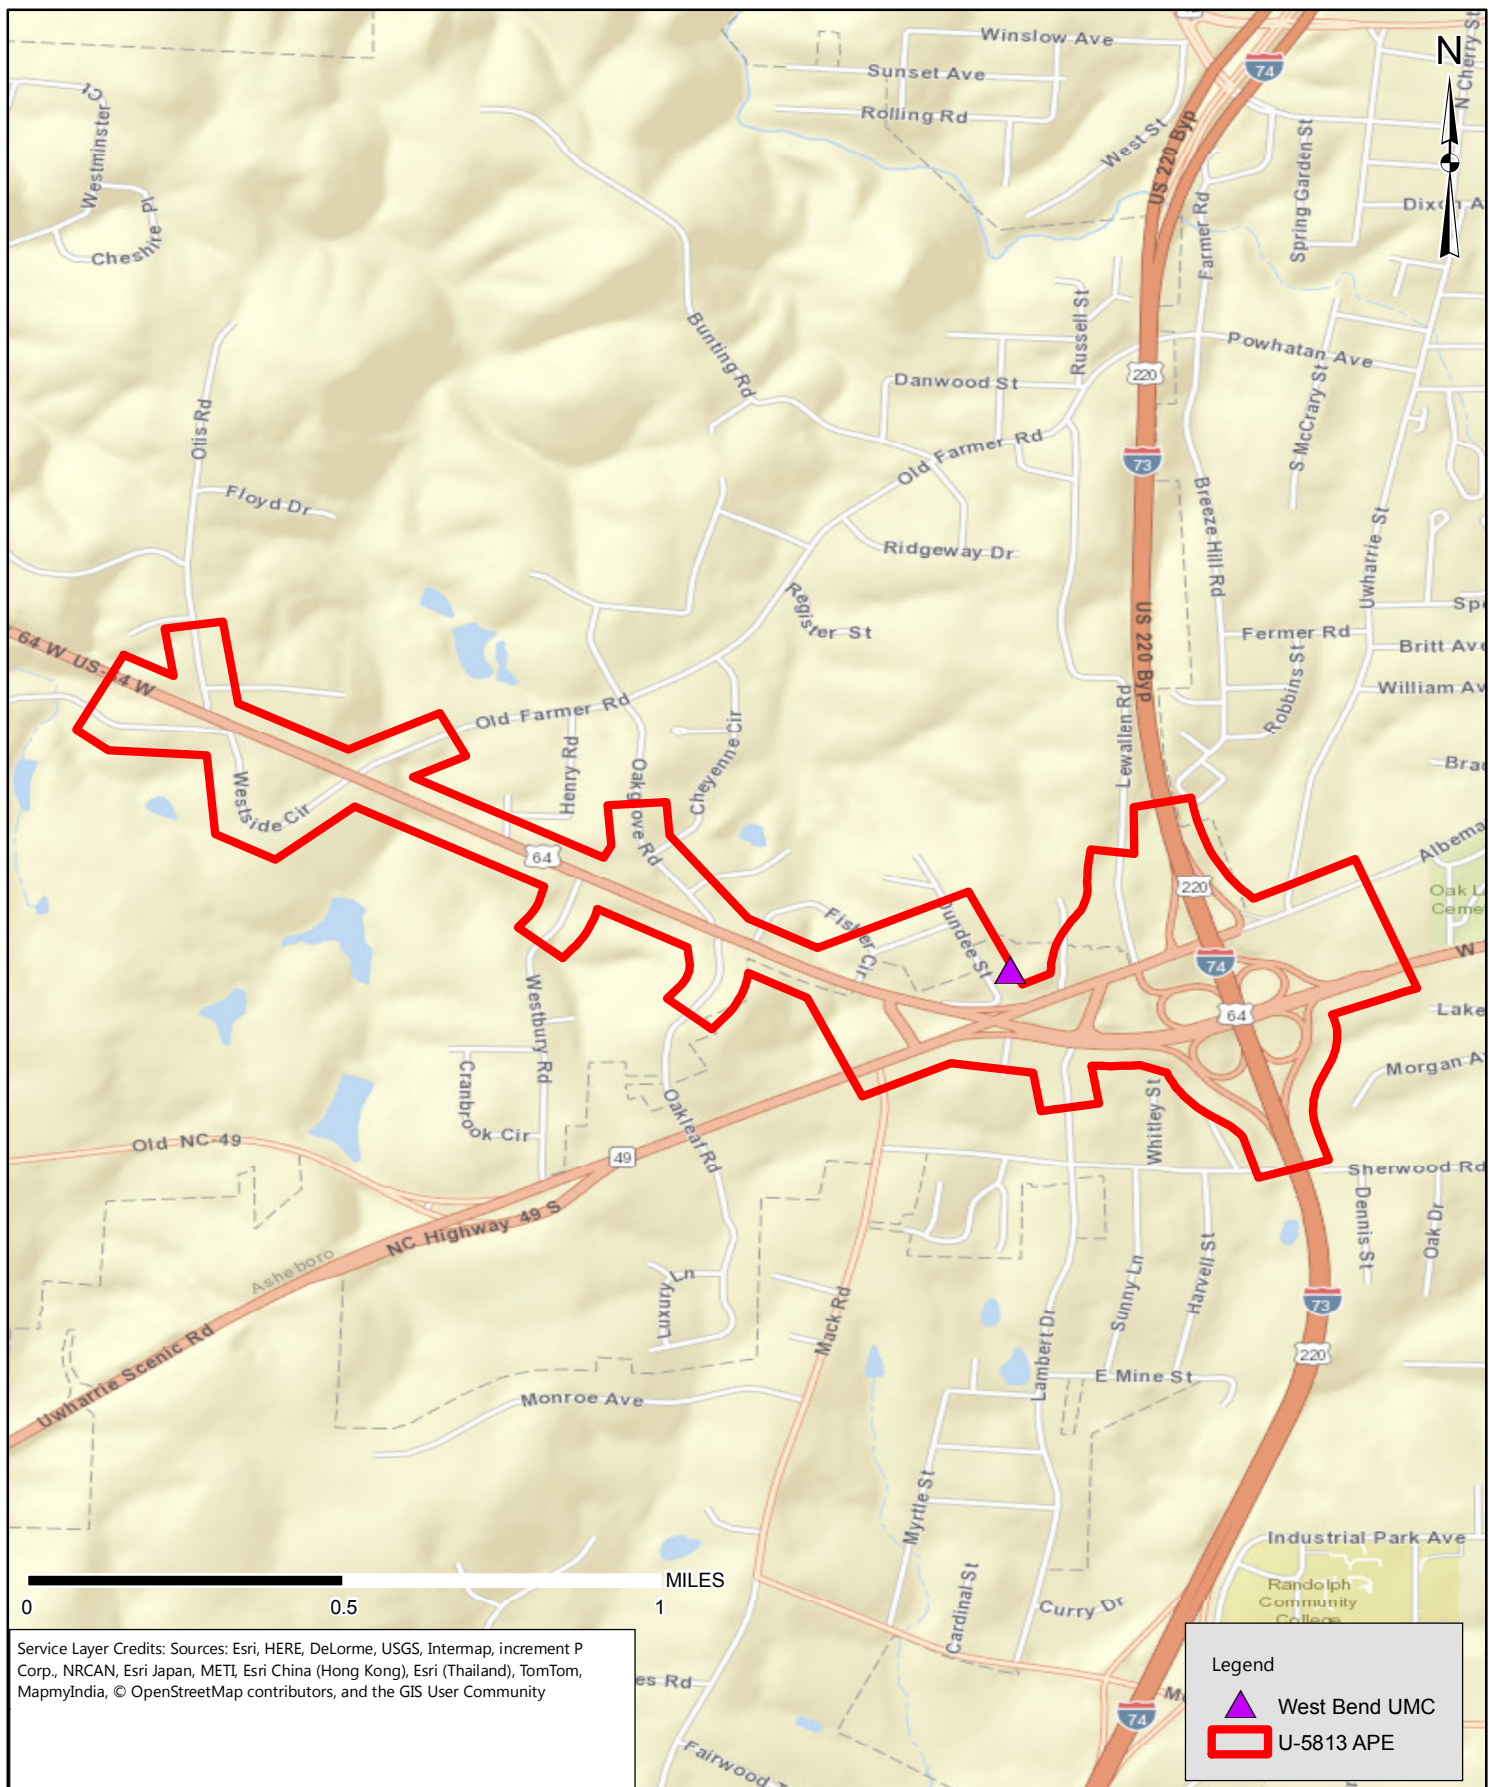 Winslow Ave
N
74
N Cherry St
Sunset Ave
Rolling Rd
West St
US 220 Byp
Spring Garden St
Westminster Ct
Cheshire Pl
Farmer Rd
Russell St
Bunting Rd
Powhatan Ave
220
Danwood St
S McCrary St
Otis Rd
Old Farmer Rd
73
Floyd Dr
Breeze Hill Rd
Uwharrie St
Ridgeway Dr
Register St
US 220 Byp
Fermer Rd
Britt Ave
64 W US-64 W
William Av
Robbins St
Old Farmer Rd
Lewallen Rd
Henry Rd
Cheyenne Cir
Oakgrove Rd
Westside Cir
64
220
Fisher Cir
Dundee St
74
W
64
Lake
Westbury Rd
Cranbrook Cir
Morgan A
Whitley St
Oakleaf Rd
Old NC-49
49
Sherwood Rd
NC Highway 49 S
Asheboro
Dennis St
Oak Dr
Sunny Ln
Harvell St
Luxury Ln
73
Mack Rd
Lambert Dr
220
Uwharrie Scenic Rd
E Mine St
Monroe Ave
Myrtle St
Industrial Park Ave
MILES
0
0.5
1
Randolph
Community
College
Cardinal St
Curry Dr
Service Layer Credits: Sources: Esri, HERE, DeLorme, USGS, Intermap, increment P
Corp., NRCAN, Esri Japan, METI, Esri China (Hong Kong), Esri (Thailand), TomTom,
MapmyIndia, © OpenStreetMap contributors, and the GIS User Community
es Rd
74
Legend
West Bend UMC
U-5813 APE
Fairwood